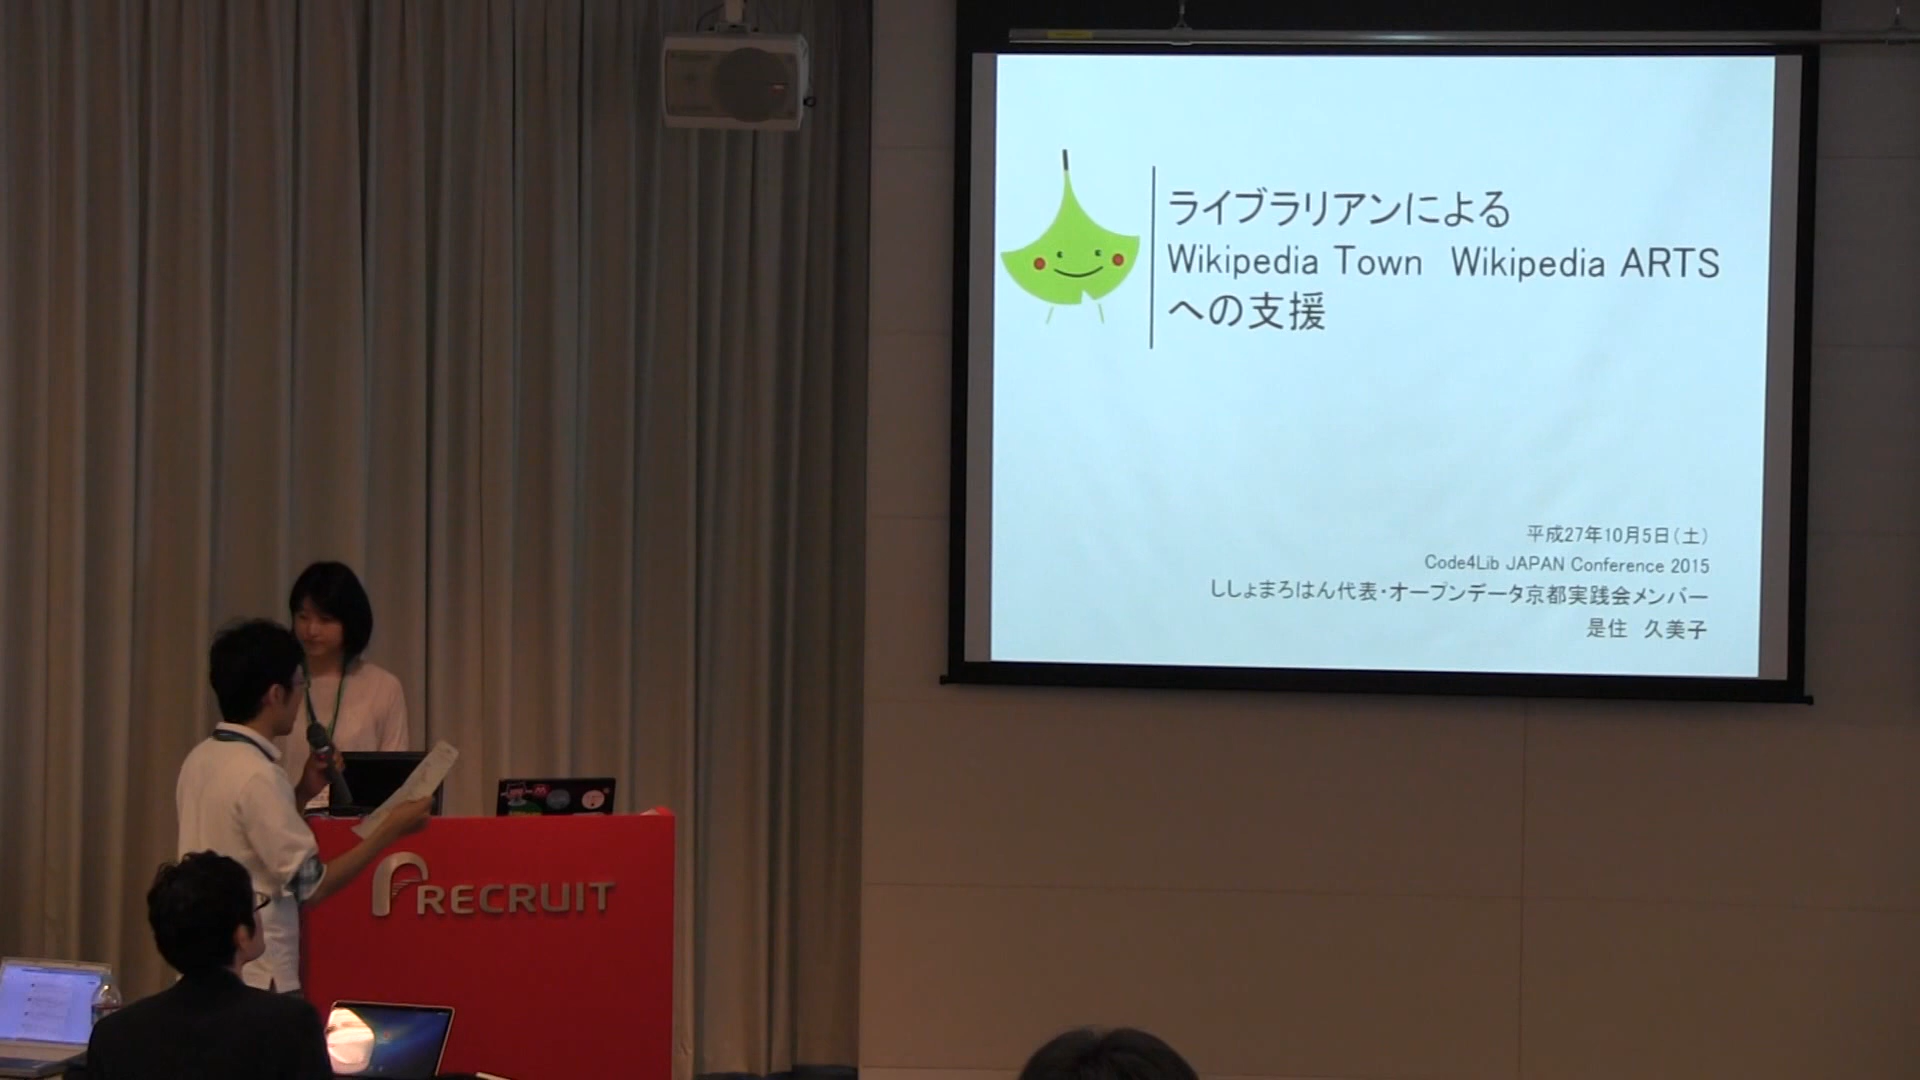 ライブラリアンによる
Wikipedia Town Wikipedia ARTS
への支援
平成27年10月5日(土)
Code4Lib JAPAN Conference 2015
ししょまろはん代表・オープンデータ京都実践会メンバー
是住 久美子
RECRUIT